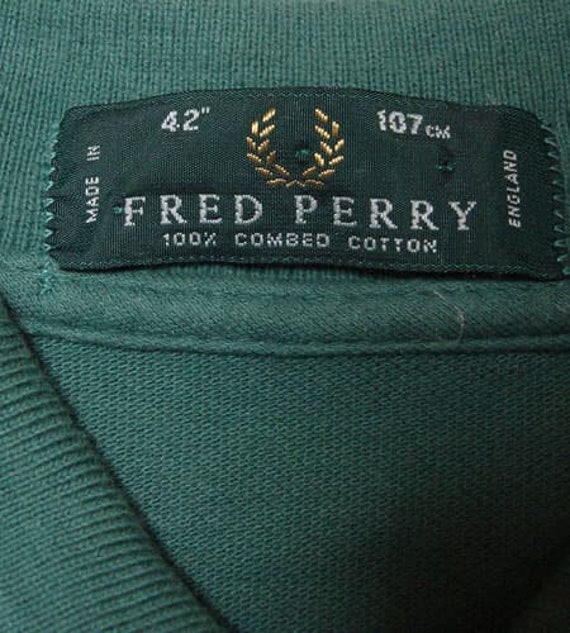 42" 107cm
MADE IN
FRED PERRY
ENGLAND
100% COMBED COTTON